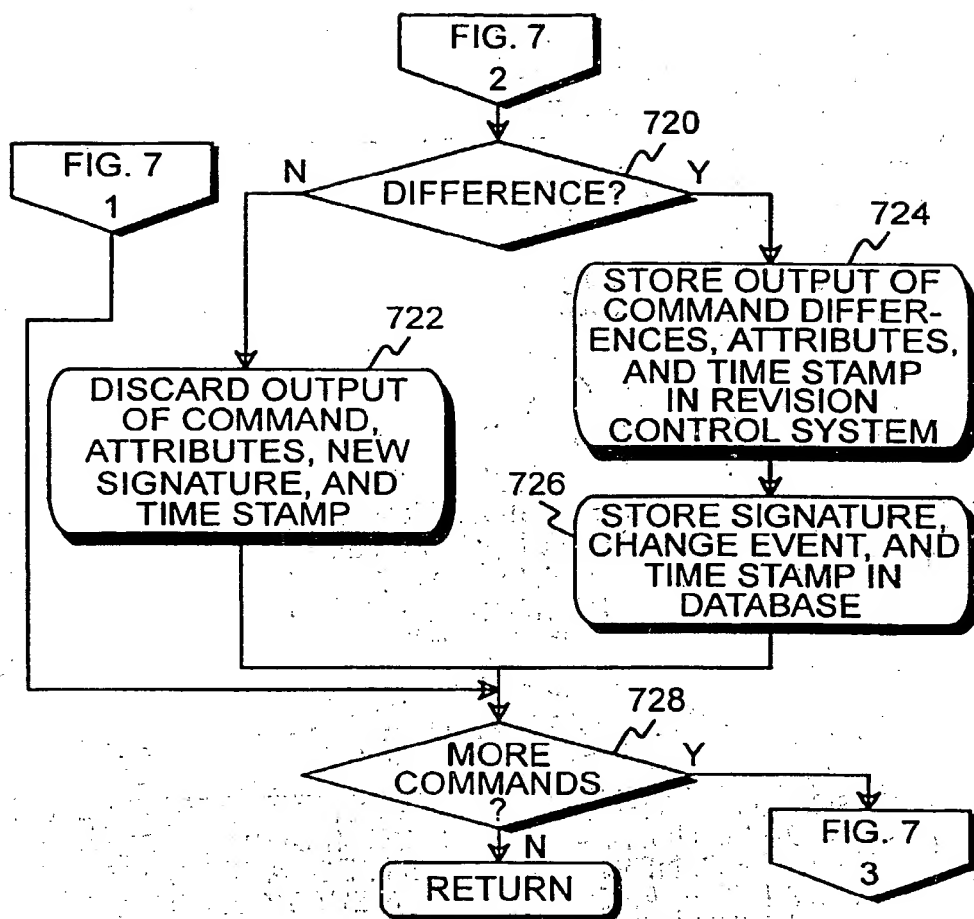 FIG. 7
2
720
FIG. 7
1
N
DIFFERENCE?
Y
724
STORE OUTPUT OF
COMMAND DIFFER-
ENCES, ATTRIBUTES,
AND TIME STAMP
IN REVISION
CONTROL SYSTEM
722
DISCARD OUTPUT
OF COMMAND,
ATTRIBUTES, NEW
SIGNATURE, AND
TIME STAMP
726
STORE SIGNATURE,
CHANGE EVENT, AND
TIME STAMP IN
DATABASE
728
MORE
COMMANDS
?
Y
N
RETURN
FIG. 7
3